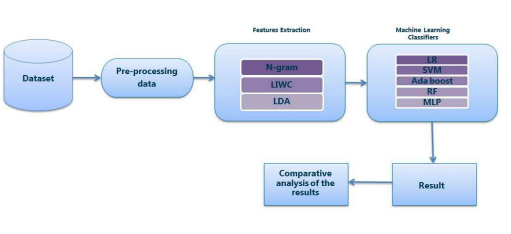 Features Extraction
Machine Learning
Classifiers
Dataset
Pre-processing
data
N-gram
LIWC
LDA
LR
SVM
Ada boost
RF
MLP
Comparative
analysis of the
results
Result